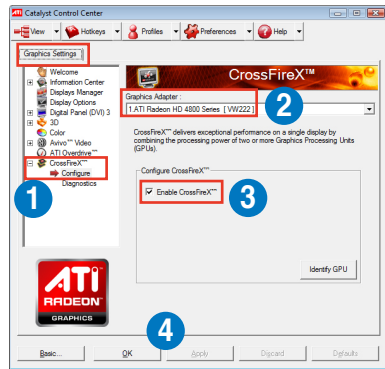 ATI Catalyst Control Center
View Hotkeys Profiles Preferences Help
Graphics Settings
Welcome
Information Center
Displays Manager
Display Options
Digital Panel (DVI) 3
3D
Color
Avivo™ Video
ATI Overdrive™
CrossFireX™
Configure
Diagnostics
1
CrossFireX™
Graphics Adapter :
1.ATI Radeon HD 4800 Series [ VW222 ]
2
CrossFireX™ delivers exceptional performance on a single display by
combining the processing power of two or more Graphics Processing Units
(GPUs).
Configure CrossFireX™
Enable CrossFireX™
3
Identify GPU
ATI
RADEON
GRAPHICS
4
Basic... OK Apply Discard Defaults